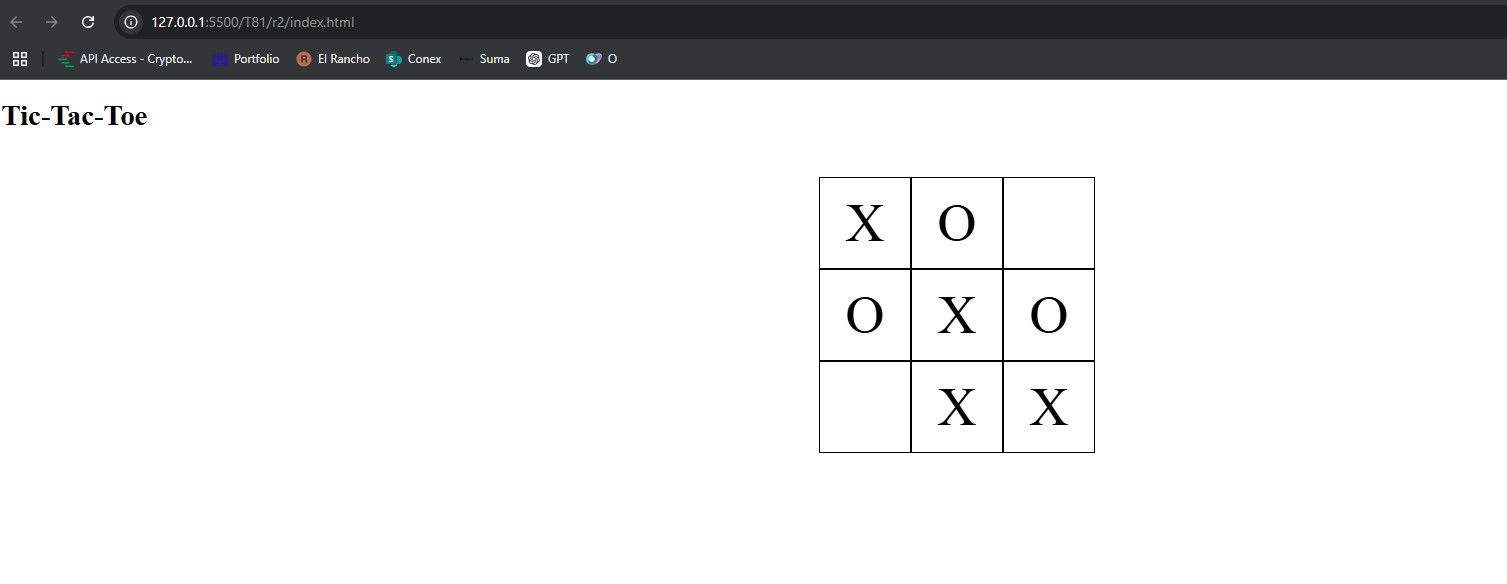 127.0.0.1:5500/T81/r2/index.html
API Access - Crypto... Portfolio R El Rancho S Conex Suma GPT O
Tic-Tac-Toe
X O
O X O
X X